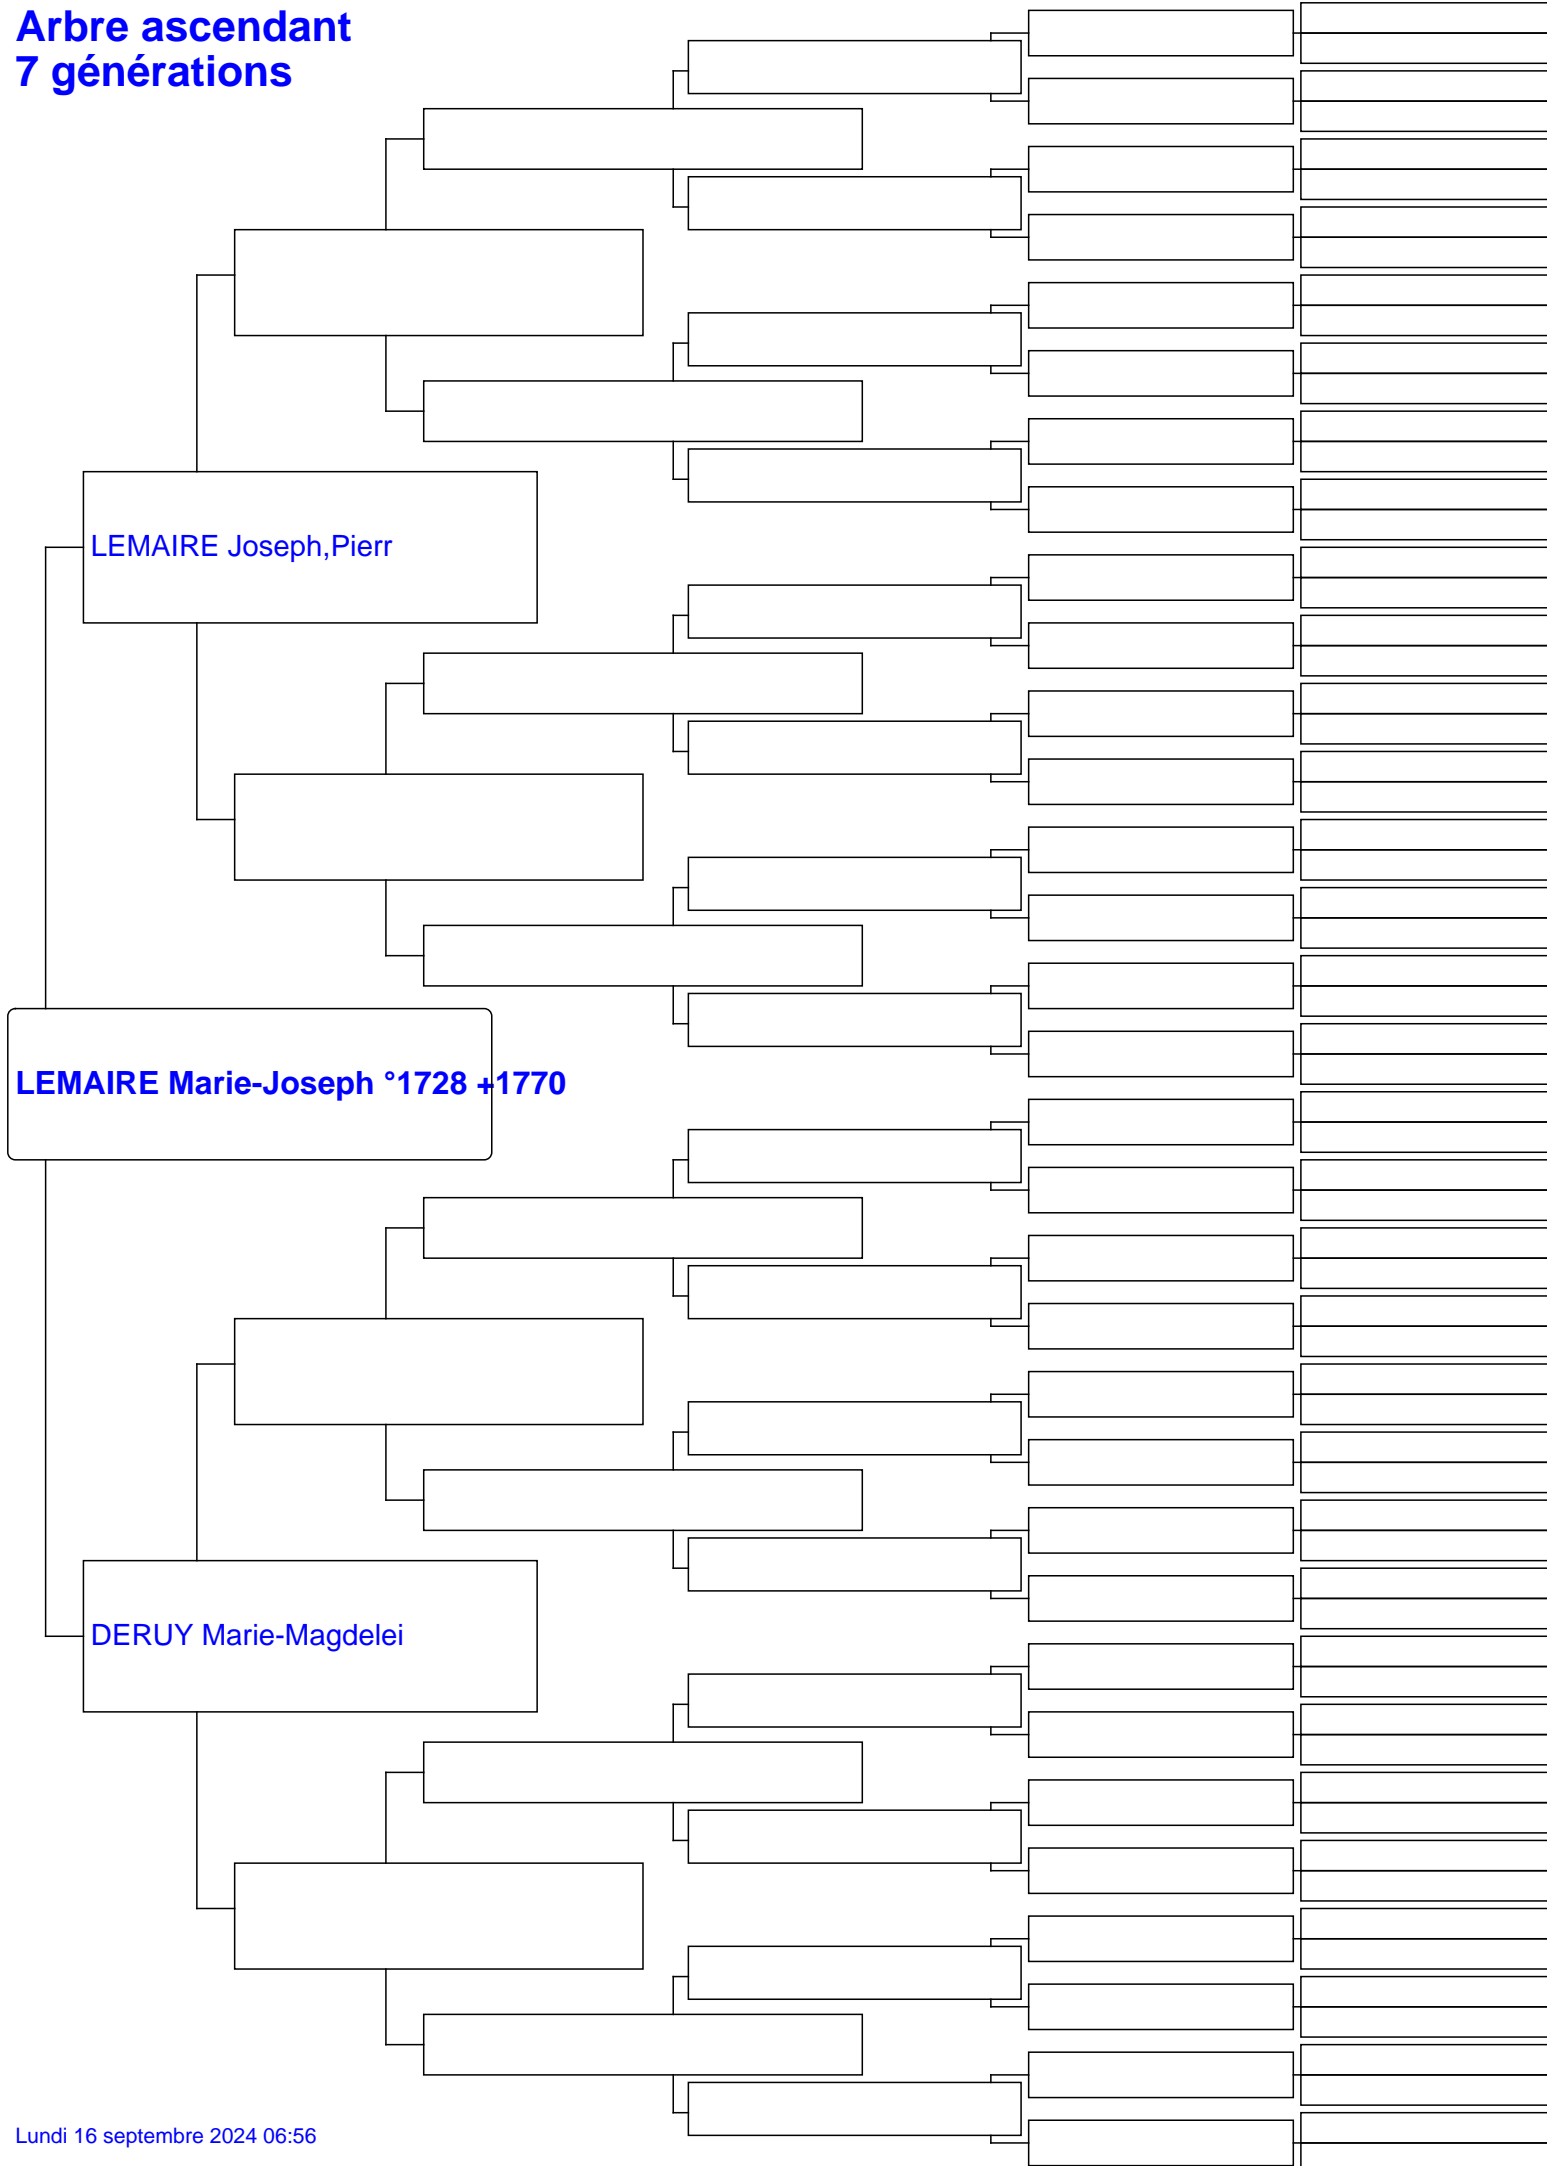 Arbre ascendant
7 générations
LEMAIRE Joseph,Pierr
LEMAIRE Marie-Joseph °1728 +1770
DERUY Marie-Magdelei
Lundi 16 septembre 2024 06:56